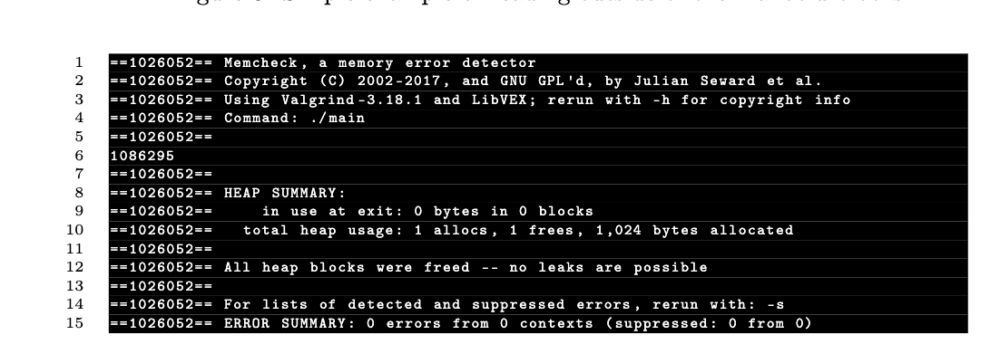 1 ==1026052== Memcheck, a memory error detector
2 ==1026052== Copyright (C) 2002-2017, and GNU GPL'd, by Julian Seward et al.
3 ==1026052== Using Valgrind-3.18.1 and LibVEX; rerun with -h for copyright info
4 ==1026052== Command: ./main
5 ==1026052==
6 1086295
7 ==1026052==
8 ==1026052== HEAP SUMMARY:
9 ==1026052==     in use at exit: 0 bytes in 0 blocks
10 ==1026052==   total heap usage: 1 allocs, 1 frees, 1,024 bytes allocated
11 ==1026052==
12 ==1026052== All heap blocks were freed -- no leaks are possible
13 ==1026052==
14 ==1026052== For lists of detected and suppressed errors, rerun with: -s
15 ==1026052== ERROR SUMMARY: 0 errors from 0 contexts (suppressed: 0 from 0)